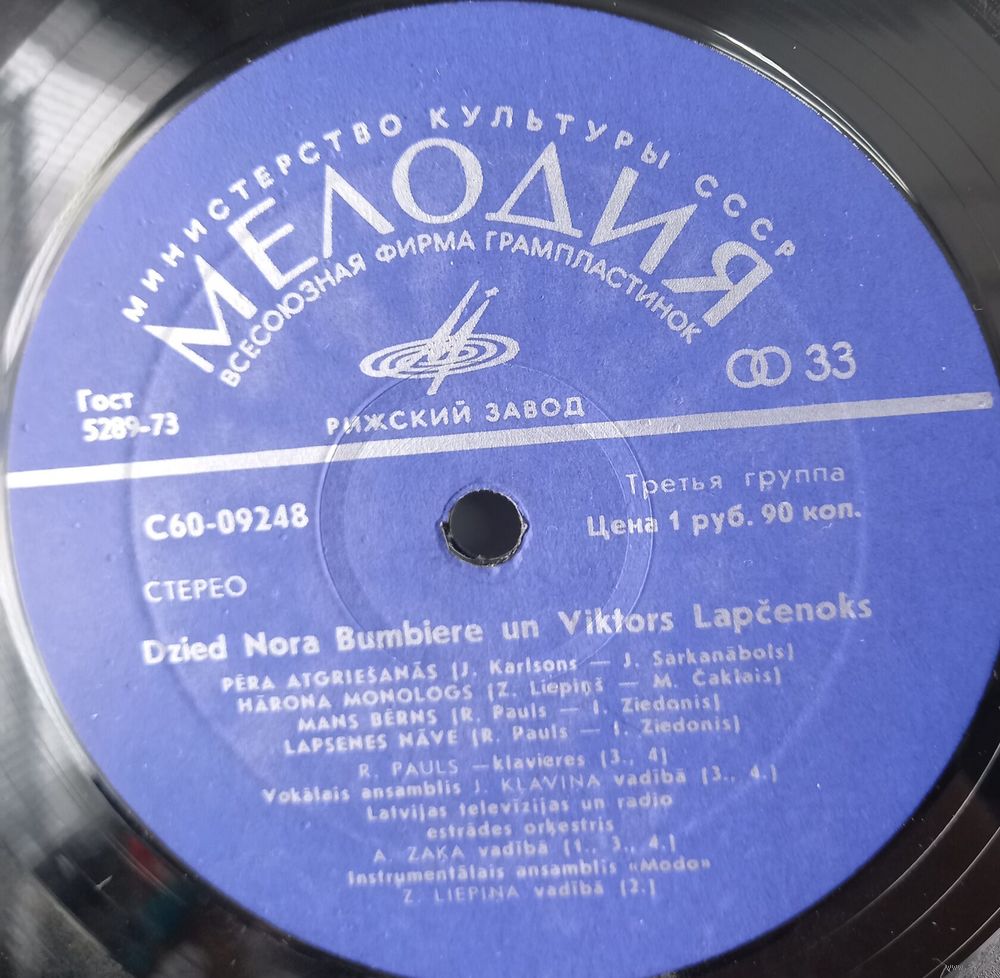 МИНИСТЕРСТВО КУЛЬТУРЫ СССР
МЕЛОДИЯ
ВСЕСОЮЗНАЯ ФИРМА ГРАМПЛАСТИНОК
33
Гост
5289-73
РИЖСКИЙ ЗАВОД
Третья группа
Цена 1 руб. 90 коп.
С60-09248
СТЕРЕО
Dzied Nora Bumbiere un Viktors Lapčenoks
PĒRA ATGRIEŠANĀS (J. Karlsons — J. Sarkanābols)
HĀRONA MONOLOGS (Z. Liepiņš — M. Čaklais)
MANS BĒRNS (R. Pauls — I. Ziedonis)
LAPSENES NĀVE (R. Pauls — I. Ziedonis)
R. PAULS —klavieres (3., 4)
Vokālais ansamblis J. KĻAVIŅA vadībā (3., 4.)
Latvijas televīzijas un radio
estrādes orķestris
A. ZAĶA vadībā (1., 3., 4.)
Instrumentālais ansamblis «Modo»
Z. LIEPIŅA vadībā (2.)